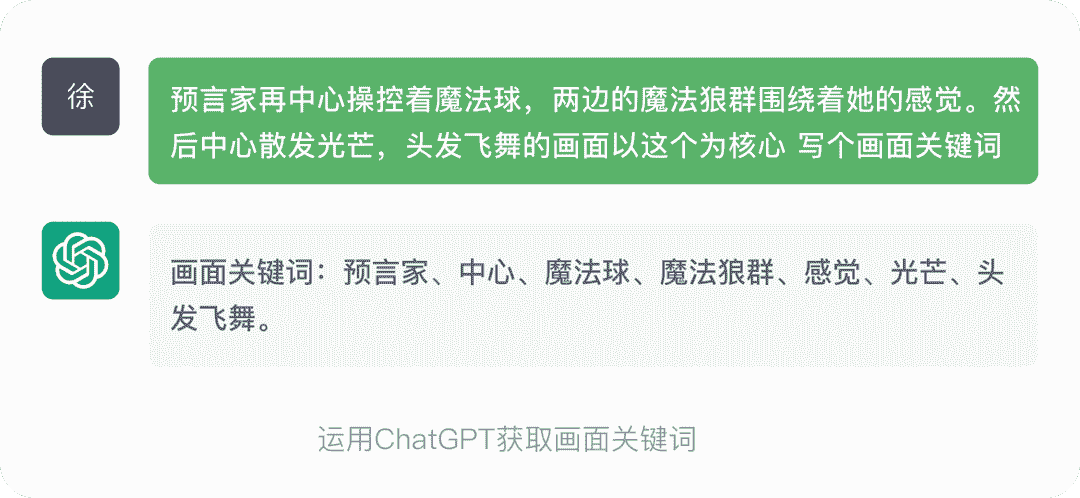 徐
预言家再中心操控着魔法球，两边的魔法狼群围绕着她的感觉。然
后中心散发光芒，头发飞舞的画面以这个为核心 写个画面关键词
画面关键词：预言家、中心、魔法球、魔法狼群、感觉、光芒、头
发飞舞。
运用ChatGPT获取画面关键词